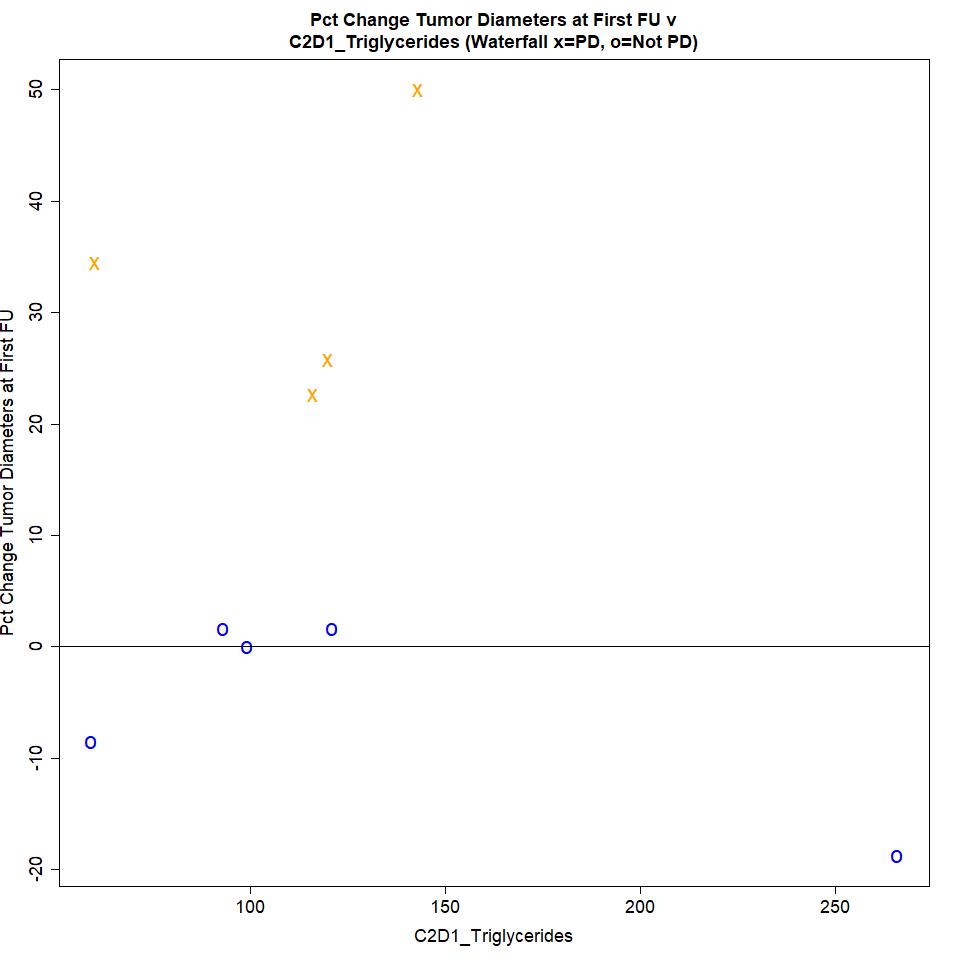 Pct Change Tumor Diameters at First FU v
C2D1_Triglycerides (Waterfall x=PD, o=Not PD)
Pct Change Tumor Diameters at First FU
50
40
30
20
10
0
-10
-20
X
X
X
X
O
O
O
O
O
100
150
200
250
C2D1_Triglycerides